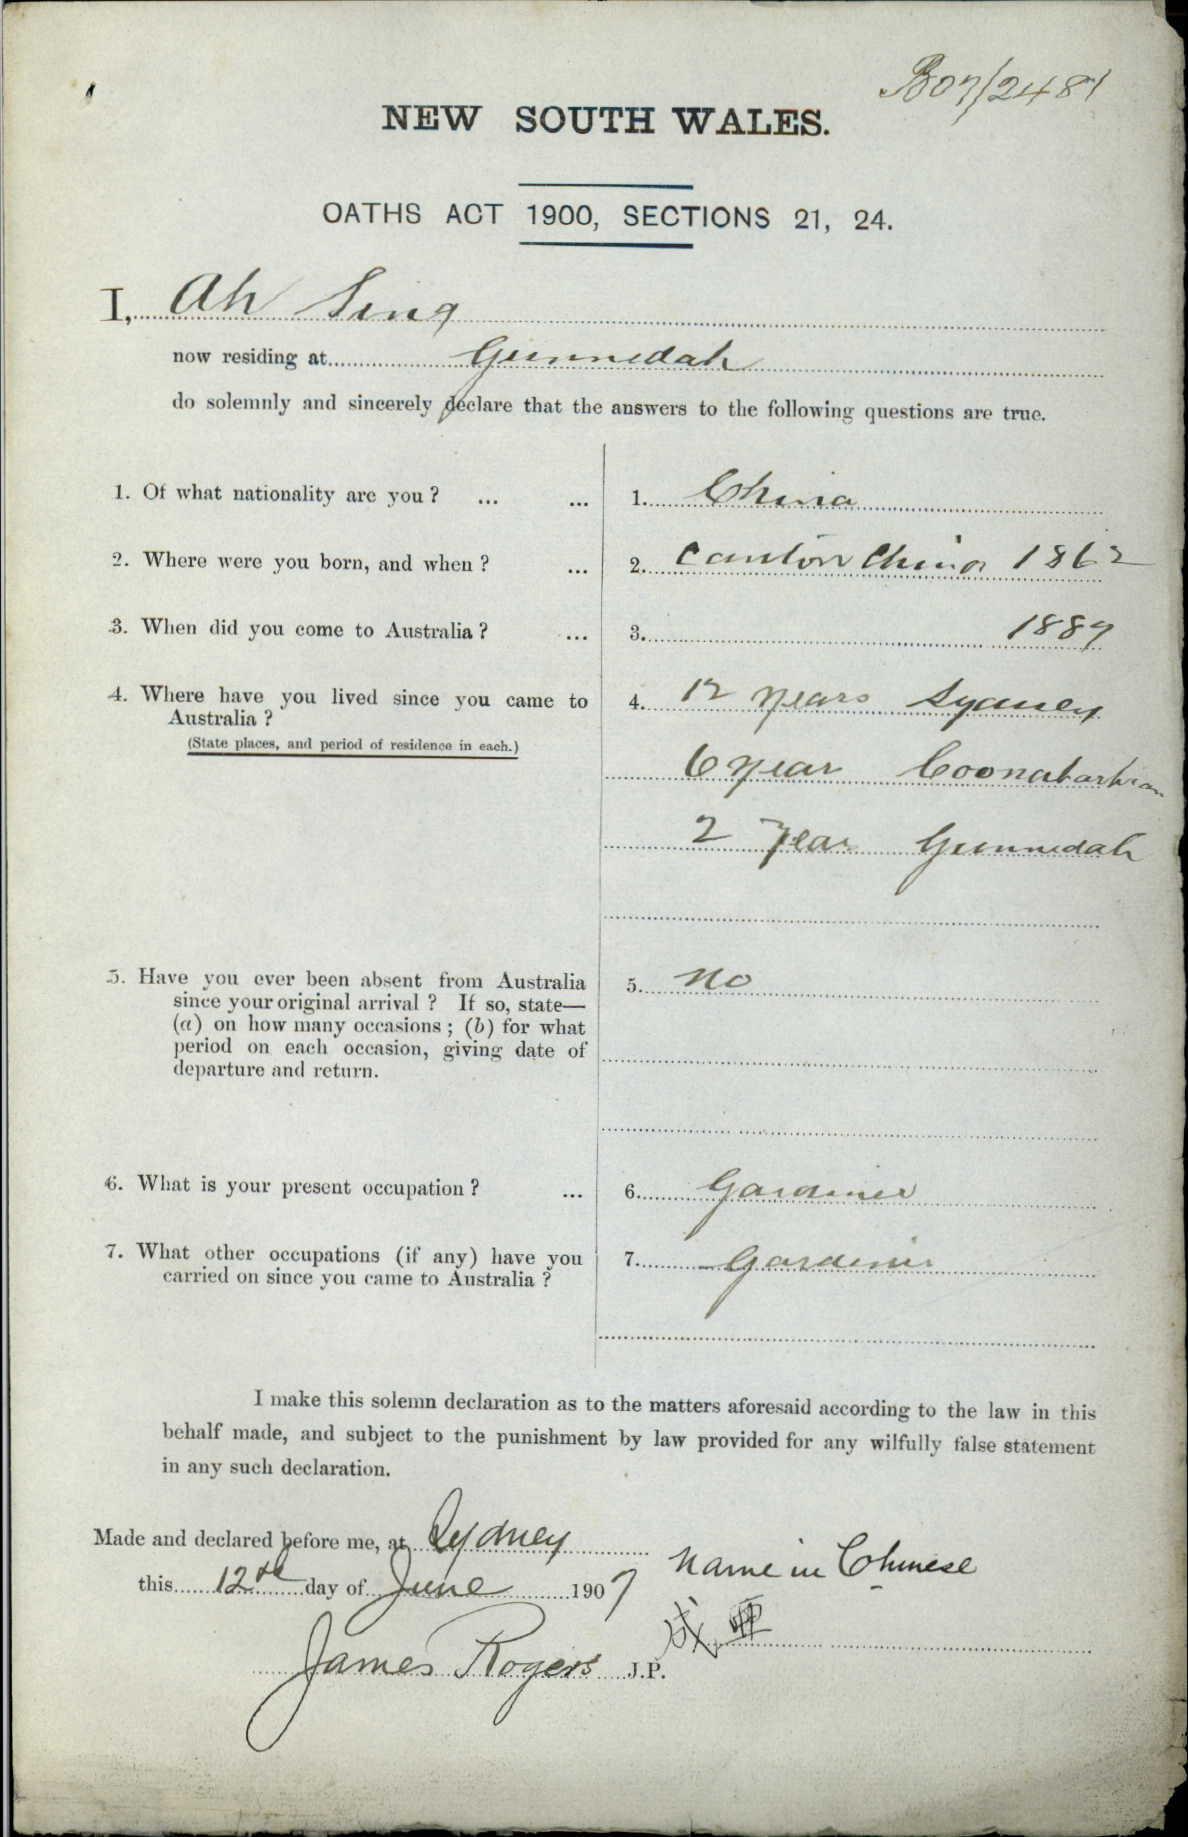 B07/2481
NEW SOUTH WALES.
OATHS ACT 1900, SECTIONS 21, 24.
I, Ah Sing
now residing at Gunnedah
do solemnly and sincerely declare that the answers to the following questions are true.
1. Of what nationality are you? ... ... 1. China
2. Where were you born, and when? ... 2. Canton China 1862
3. When did you come to Australia? ... 3. 1887
4. Where have you lived since you came to 4. 12 years Sydney
Australia?
(State places, and period of residence in each.)
6 year Coonabarbran
2 year Gunnedah
5. Have you ever been absent from Australia 5. No
since your original arrival? If so, state—
(a) on how many occasions; (b) for what
period on each occasion, giving date of
departure and return.
6. What is your present occupation? ... 6. Gardener
7. What other occupations (if any) have you 7. Gardener
carried on since you came to Australia?
I make this solemn declaration as to the matters aforesaid according to the law in this
behalf made, and subject to the punishment by law provided for any wilfully false statement
in any such declaration.
Made and declared before me, at Sydney
this 12th day of June 1907
Name in Chinese
James Rogers J.P.